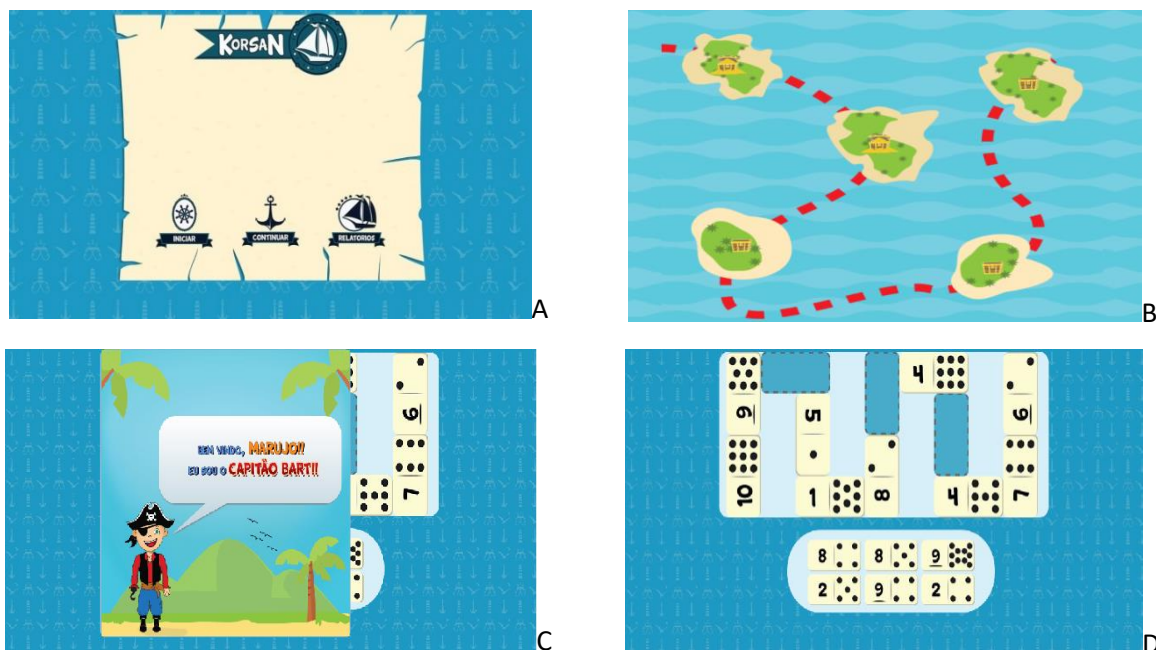 KORSAN
INICIAR
CONTINUAR
RELATORIOS
A
B
BEM VINDO, MARUJO!!
EU SOU O CAPITÃO BART!!
6
7
C
4
9
5
6
10
1
8
4
7
8 8 9
2 9 2
D